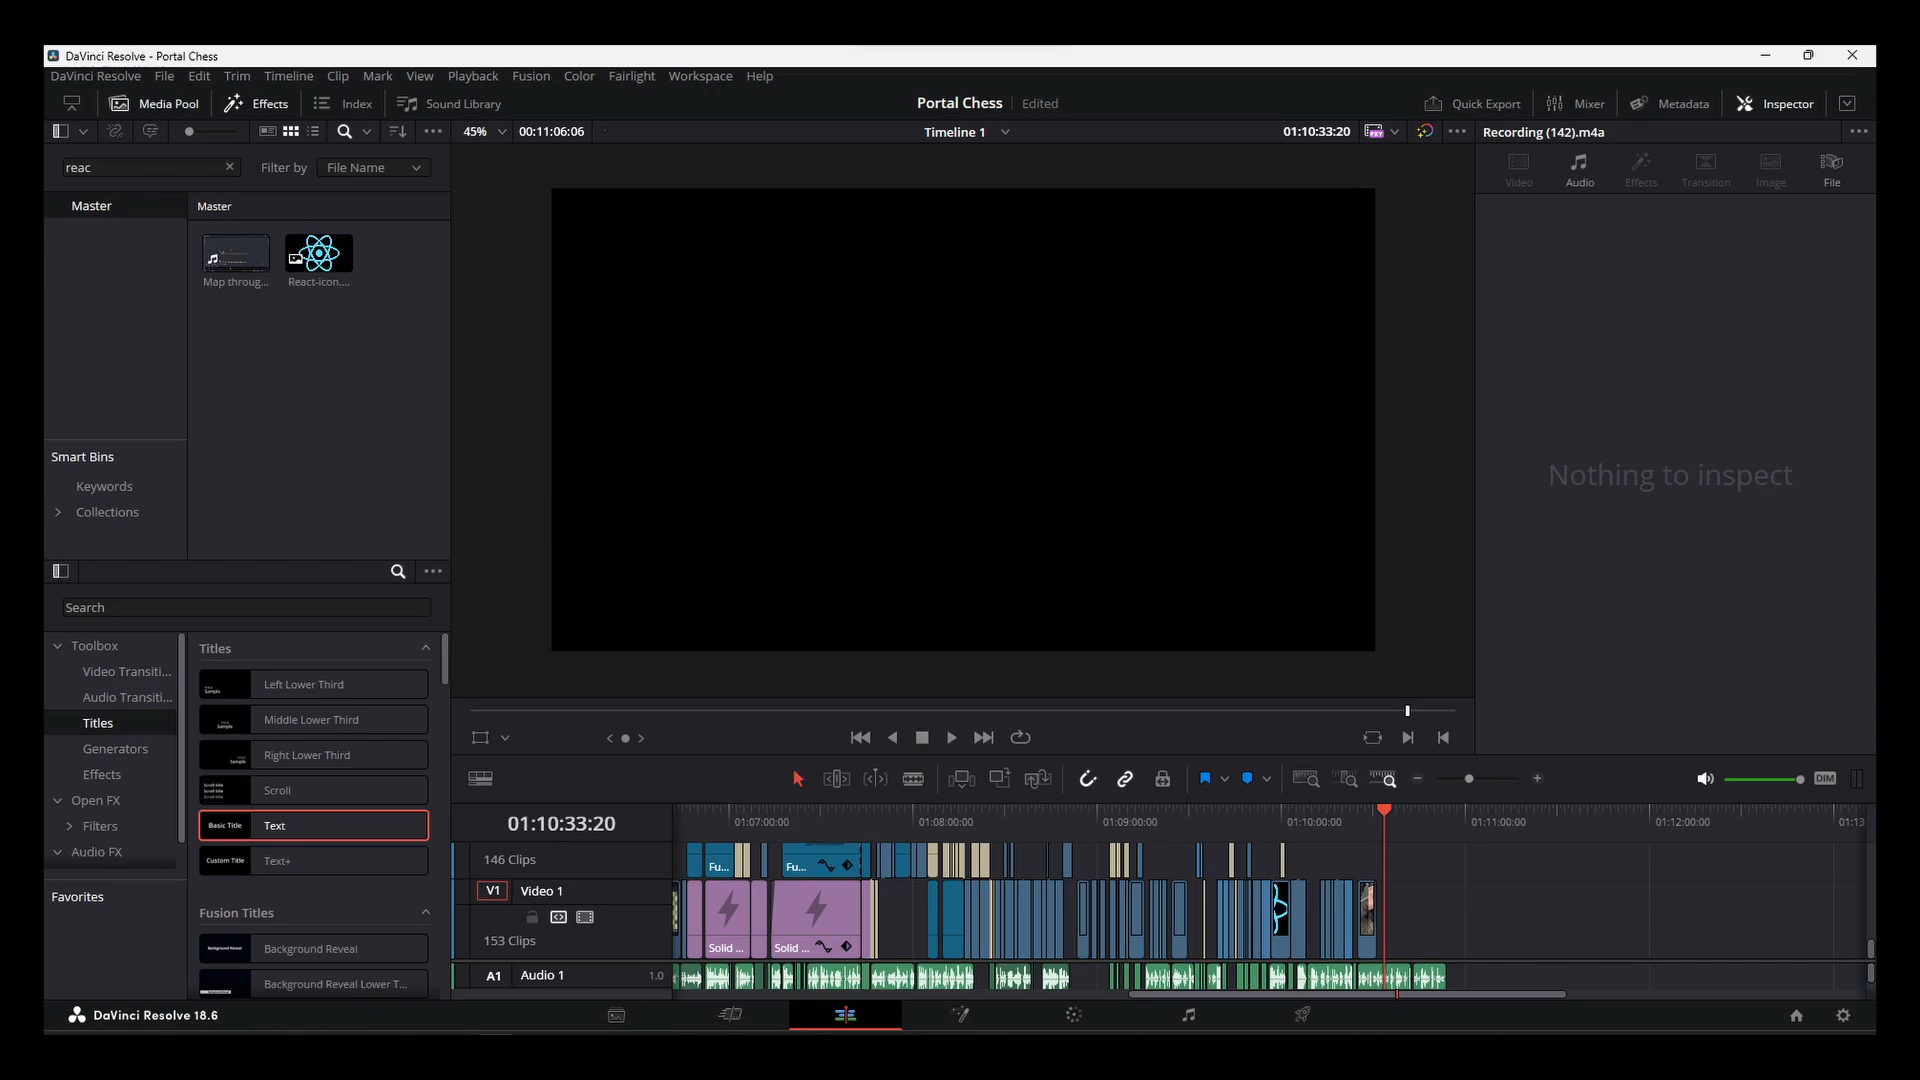 DaVinci Resolve - Portal Chess
DaVinci Resolve File Edit Trim Timeline Clip Mark View Playback Fusion Color Fairlight Workspace Help
Media Pool Effects Index Sound Library Portal Chess Edited Quick Export Mixer Metadata Inspector
45% 00:11:06:06 Timeline 1 01:10:33:20 PXY Recording (142).m4a
reac Filter by File Name
Video Audio Effects Transition Image File
Master
Master
Map throug...
React-icon....
Nothing to inspect
Smart Bins
Keywords
Collections
Search
Toolbox
Video Transiti...
Audio Transiti...
Titles
Generators
Effects
Open FX
Filters
Audio FX
Favorites
Titles
Left Lower Third
Middle Lower Third
Right Lower Third
Scroll
Basic Title Text
Custom Title Text+
Fusion Titles
Background Reveal
Background Reveal Lower T...
DIM
01:10:33:20
01:07:00:00 01:08:00:00 01:09:00:00 01:10:00:00 01:11:00:00 01:12:00:00 01:13
146 Clips
Fu... Fu...
V1 Video 1
153 Clips
Solid ... Solid ...
A1 Audio 1 1.0
DaVinci Resolve 18.6